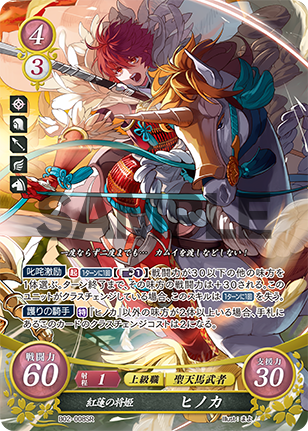 4
3
SAMPLE
一度ならず二度までも… カムイを渡しなどしない!
叱咤激励 起 1ターンに1回 [1] 戦闘力が30以下の他の味方を
1体選ぶ。ターン終了まで、その味方の戦闘力は+30される。この
ユニットがクラスチェンジしている場合、このスキルは 1ターンに1回 を失う。
護りの騎手 特 「ヒノカ」以外の味方が2体以上いる場合、手札に
あるこのカードのクラスチェンジコストは2になる。
戦闘力
60
射程 1
上級職
聖天馬武者
支援力
30
紅蓮の将姫
ヒノカ
B02-008SR
illust.